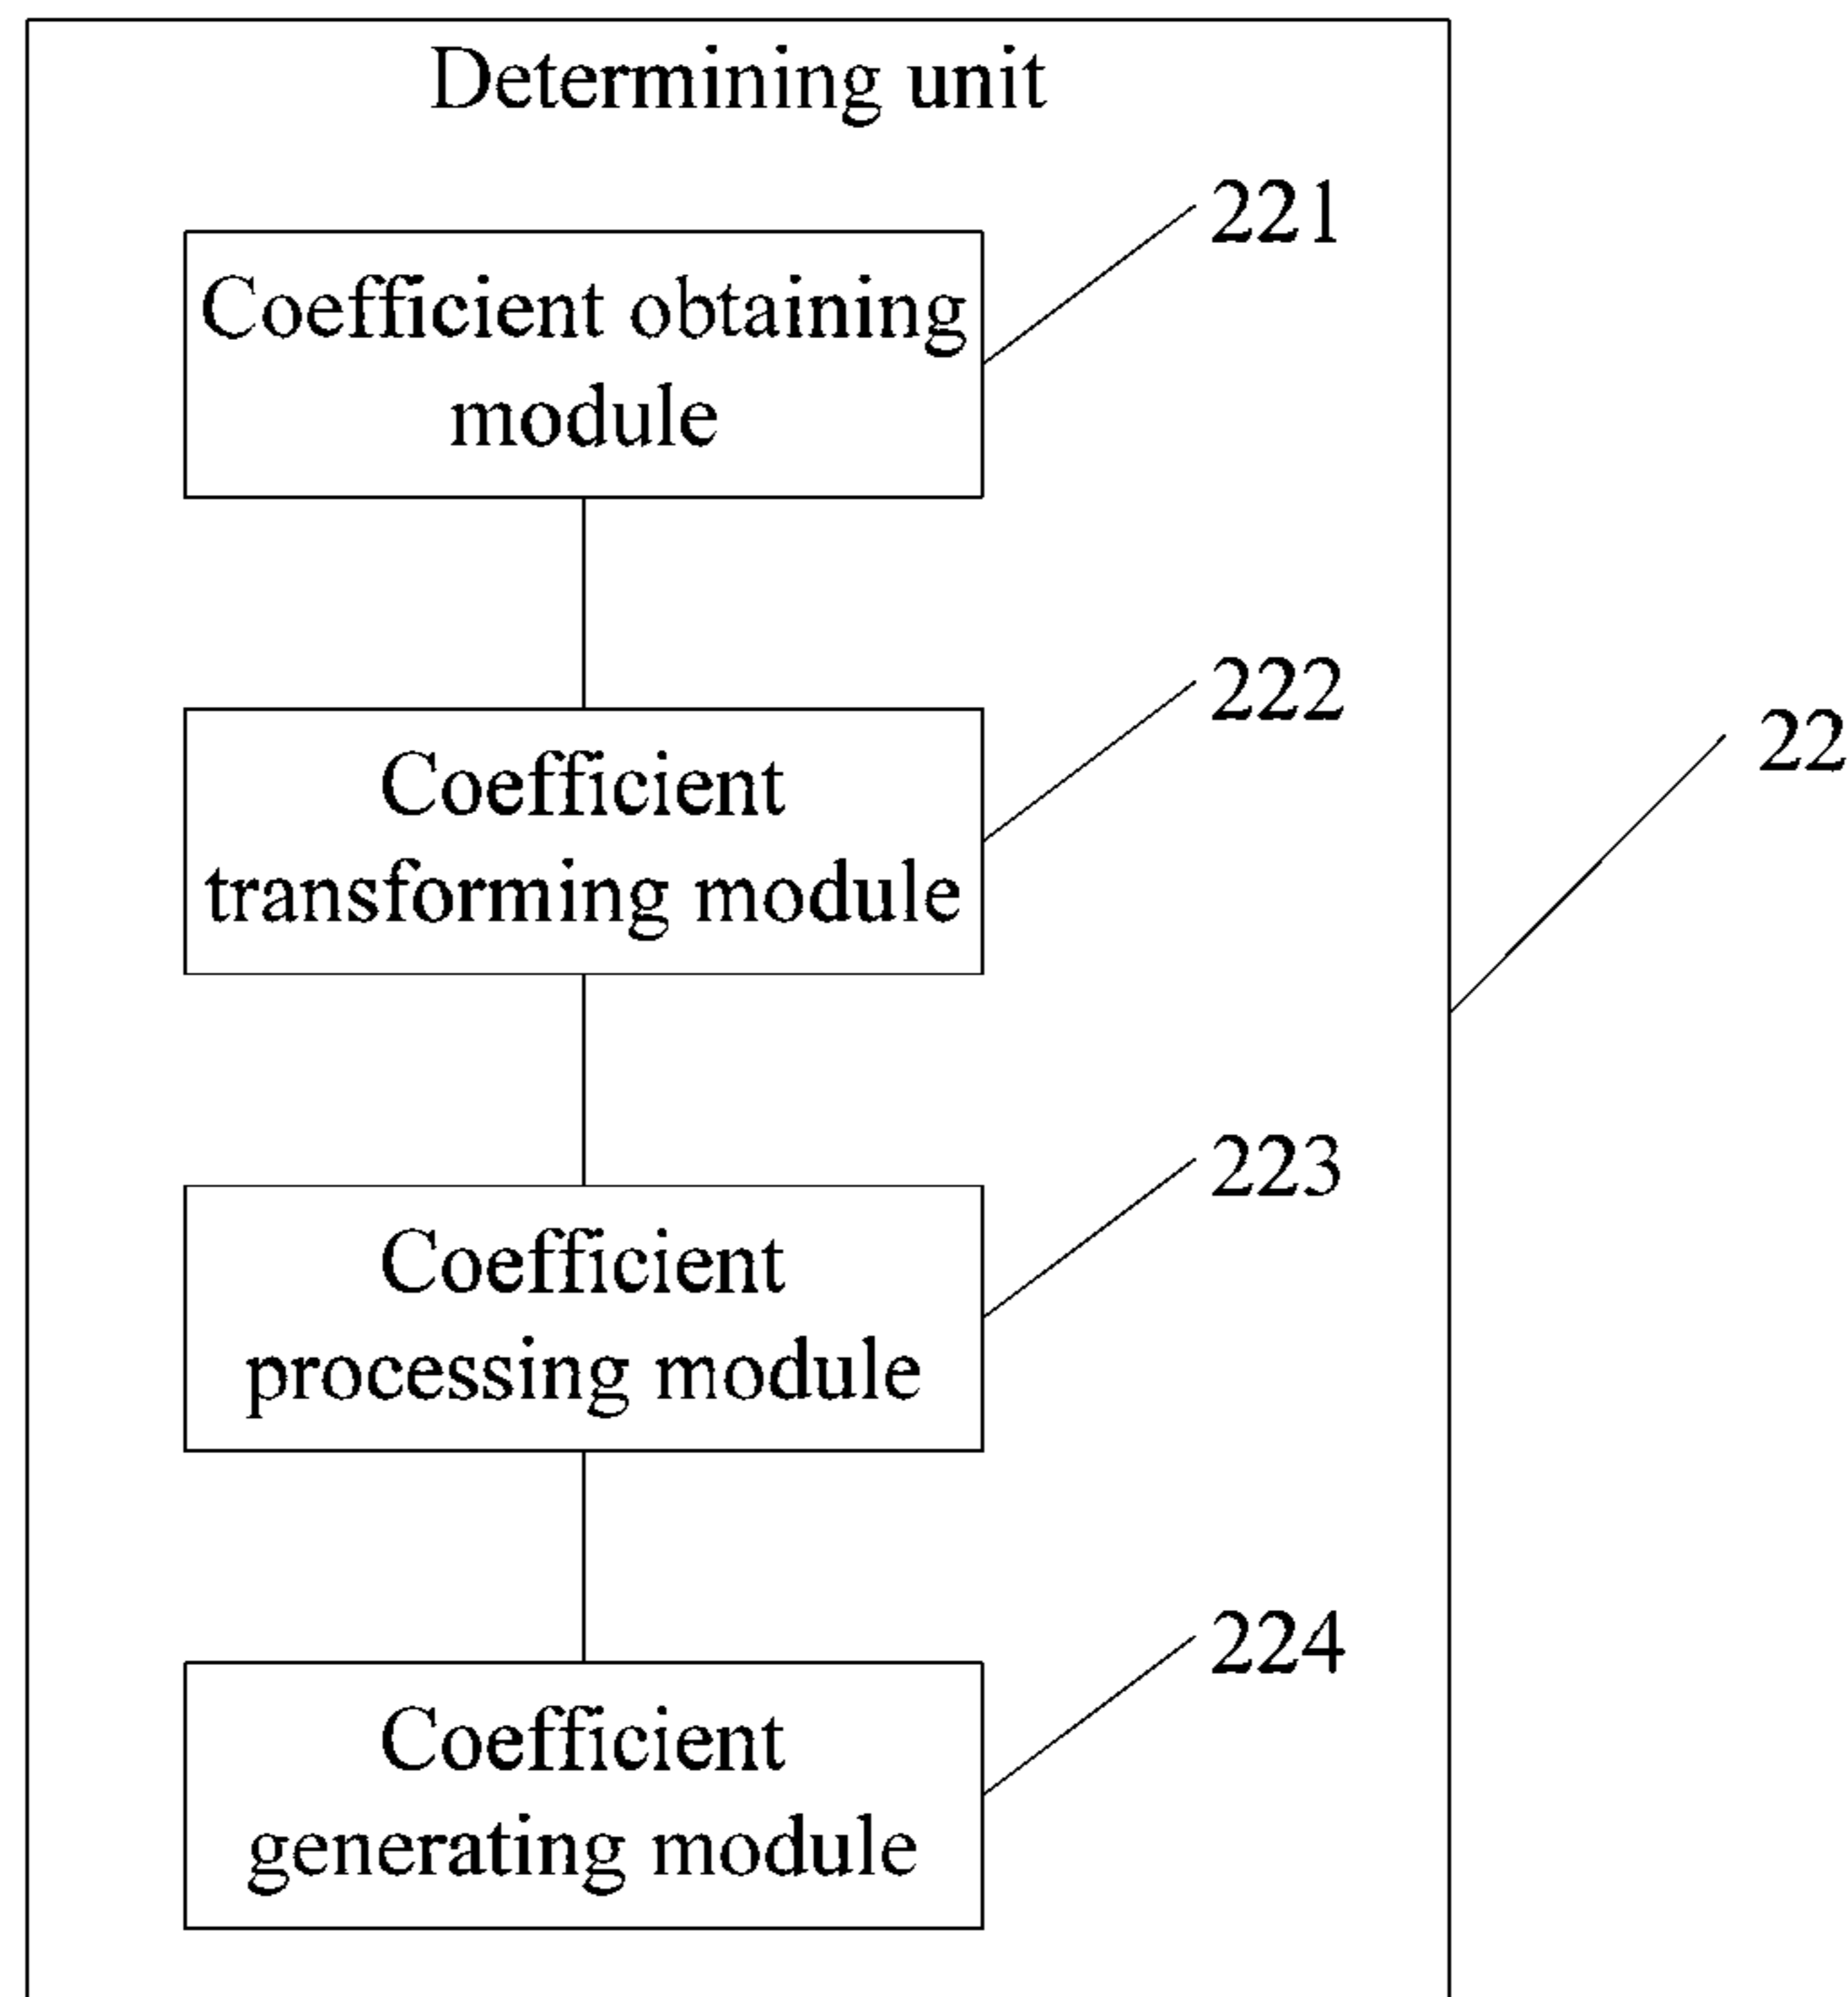 Determining unit
221
Coefficient obtaining
module
222
Coefficient
transforming module
22
223
Coefficient
processing module
224
Coefficient
generating module